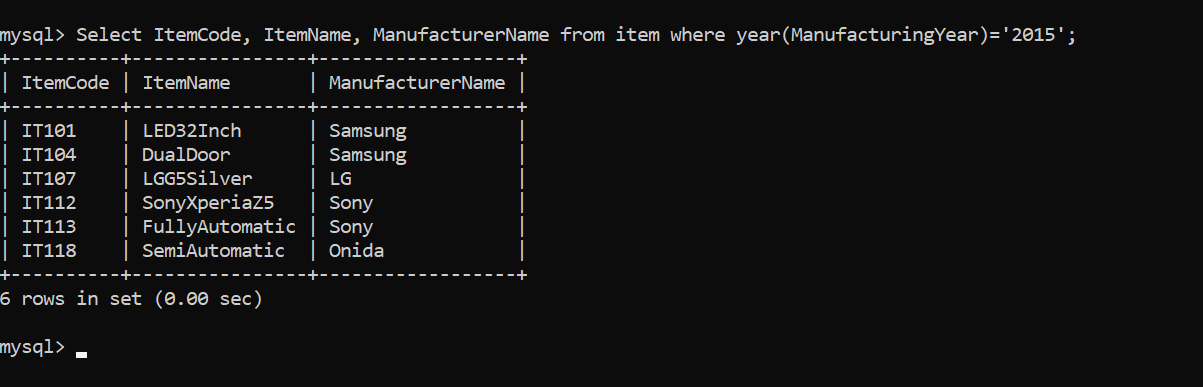 mysql> Select ItemCode, ItemName, ManufacturerName from item where year(ManufacturingYear)='2015';
+----------+---------------+------------------+
| ItemCode | ItemName      | ManufacturerName |
+----------+---------------+------------------+
| IT101    | LED32Inch     | Samsung          |
| IT104    | DualDoor      | Samsung          |
| IT107    | LGG5Silver    | LG               |
| IT112    | SonyXperiaZ5  | Sony             |
| IT113    | FullyAutomatic | Sony             |
| IT118    | SemiAutomatic | Onida            |
+----------+---------------+------------------+
6 rows in set (0.00 sec)
mysql>